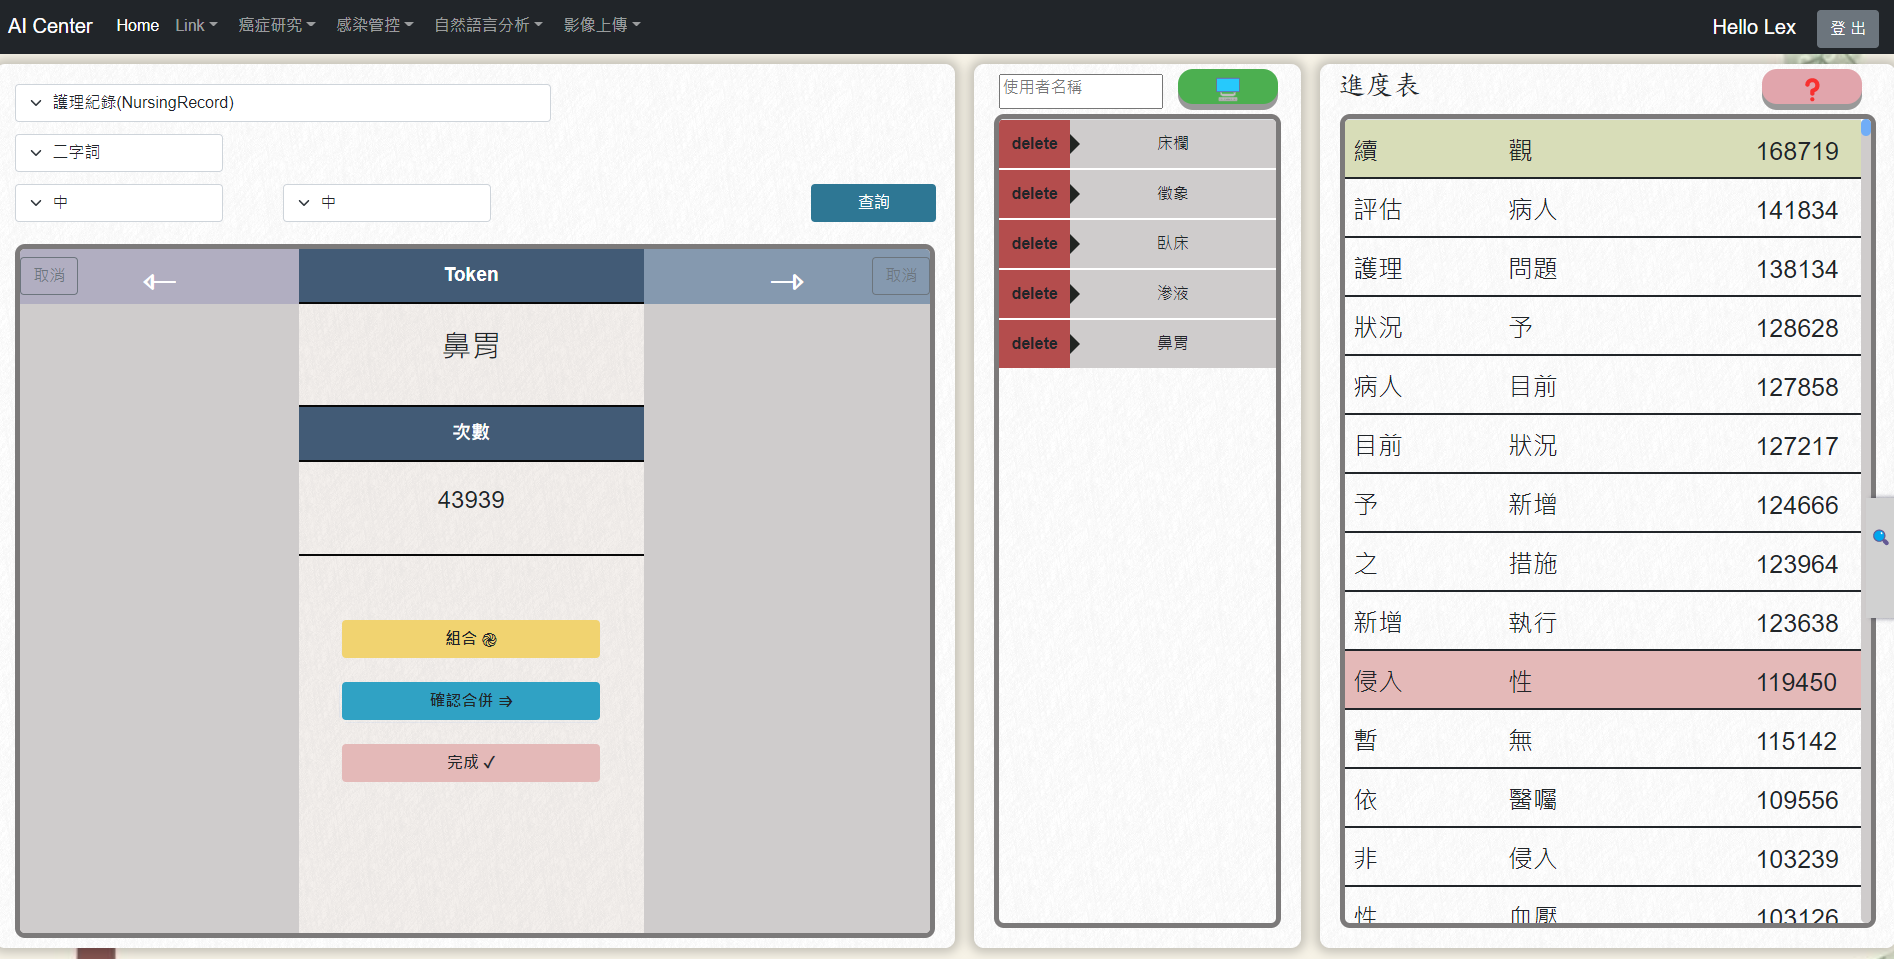 AI Center Home Link 癌症研究 感染管控 自然語言分析 影像上傳 Hello Lex 登 出
護理紀錄(NursingRecord)
二字詞
中 中 查詢
取消 Token 取消
鼻胃
次數
43939
組合
確認合併
完成
使用者名稱
delete 床欄
delete 徵象
delete 臥床
delete 滲液
delete 鼻胃
進度表
續 觀 168719
評估 病人 141834
護理 問題 138134
狀況 予 128628
病人 目前 127858
目前 狀況 127217
予 新增 124666
之 措施 123964
新增 執行 123638
侵入 性 119450
暫 無 115142
依 醫囑 109556
非 侵入 103239
性 血壓 103126